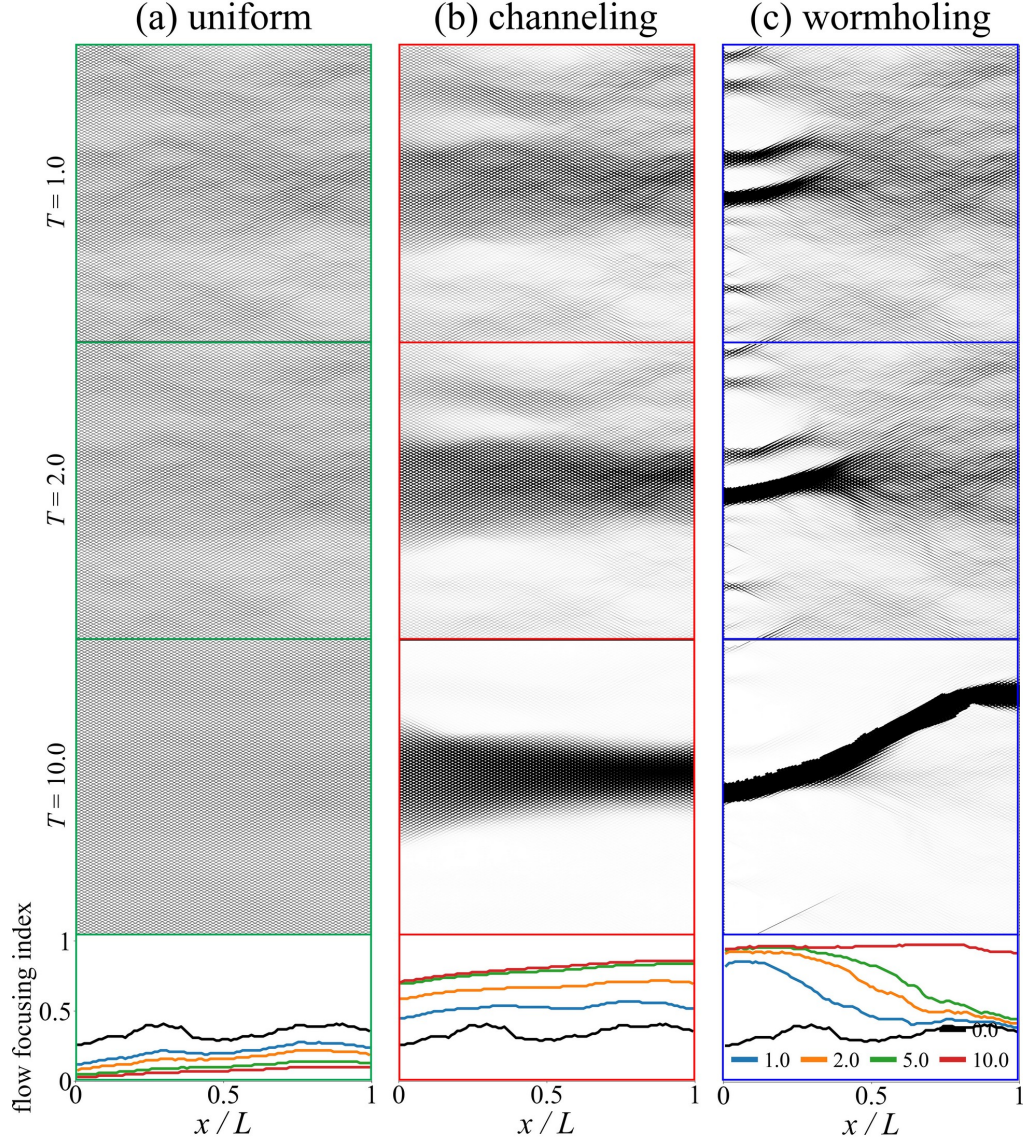 (a) uniform
(b) channeling
(c) wormholing
T = 1.0
T = 2.0
T = 10.0
flow focusing index
1
0.5
0
0.0
1.0 2.0 5.0 10.0
0 0.5 1
0 0.5 1
0 0.5 1
x / L
x / L
x / L